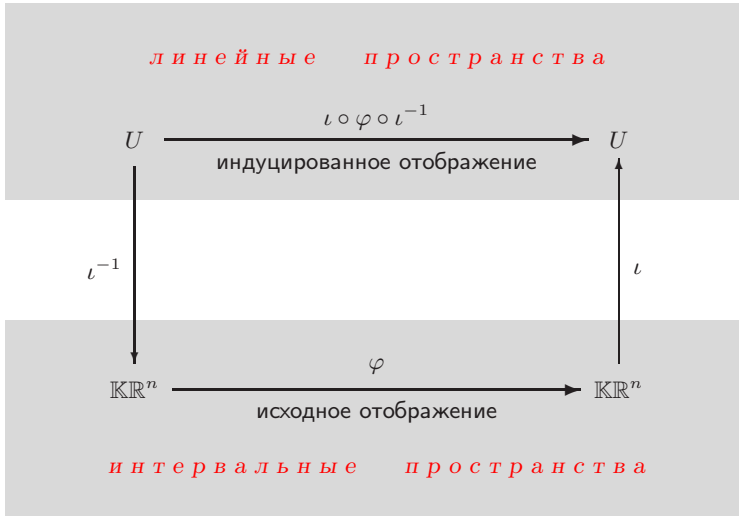 линейные пространства
ι ∘ φ ∘ ι⁻¹
U U
индуцированное отображение
ι⁻¹ ι
φ
𝕂ℝⁿ 𝕂ℝⁿ
исходное отображение
интервальные пространства